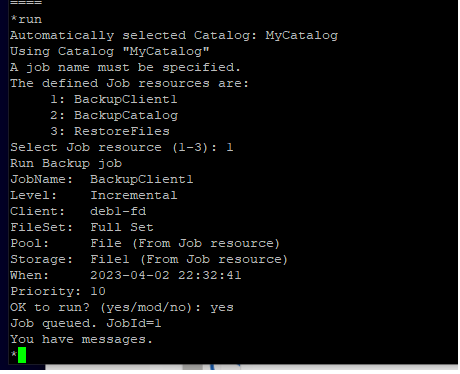 ====
*run
Automatically selected Catalog: MyCatalog
Using Catalog "MyCatalog"
A job name must be specified.
The defined Job resources are:
     1: BackupClient1
     2: BackupCatalog
     3: RestoreFiles
Select Job resource (1-3): 1
Run Backup job
JobName:  BackupClient1
Level:    Incremental
Client:   deb1-fd
FileSet:  Full Set
Pool:     File (From Job resource)
Storage:  File1 (From Job resource)
When:     2023-04-02 22:32:41
Priority: 10
OK to run? (yes/mod/no): yes
Job queued. JobId=1
You have messages.
*